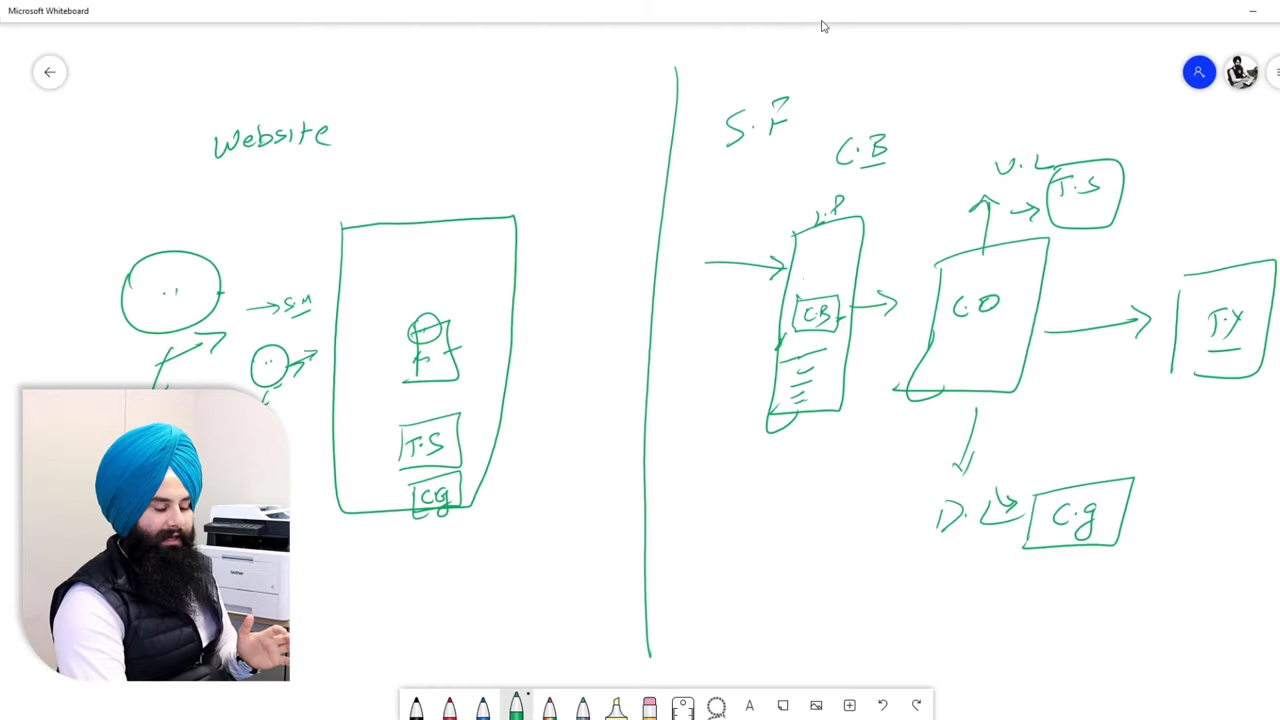 Microsoft Whiteboard
Website
S.M
T.S
Cg
S.F
C.B
L.P
C.B
C.O
U.L
T.S
T.Y
D.L
C.g
A